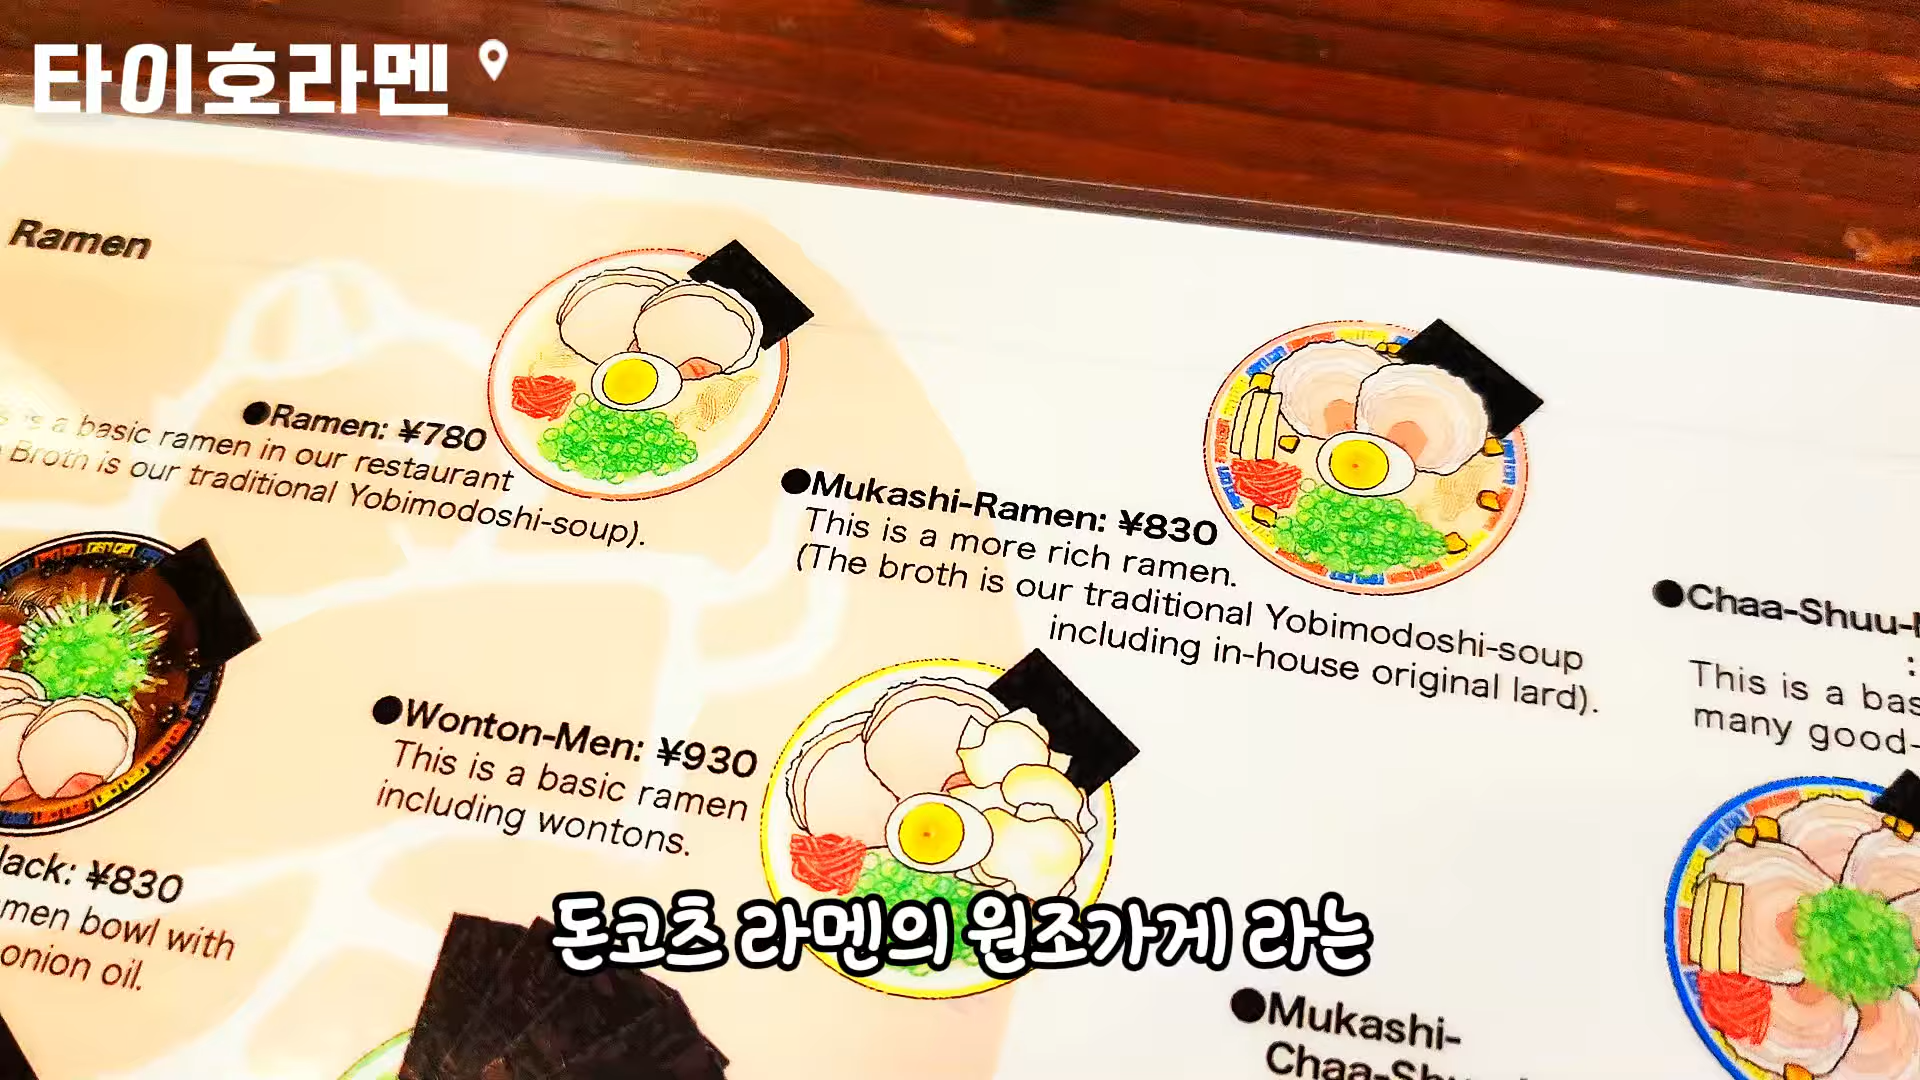 타이호라멘
Ramen
●Ramen: ¥780
is a basic ramen in our restaurant
Broth is our traditional Yobimodoshi-soup).
●Mukashi-Ramen: ¥830
This is a more rich ramen.
(The broth is our traditional Yobimodoshi-soup
including in-house original lard).
●Chaa-Shuu-
:
This is a bas
many good-
●Wonton-Men: ¥930
This is a basic ramen
including wontons.
lack: ¥830
men bowl with
onion oil.
돈코츠 라멘의 원조가게 라는
●Mukashi-